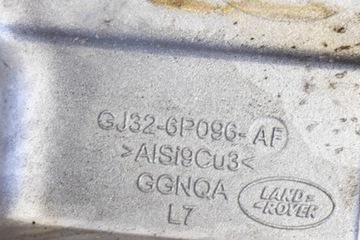 GJ32-6P096-AF
>AlSi9Cu3<
GGNQA
L7
LAND-
-ROVER